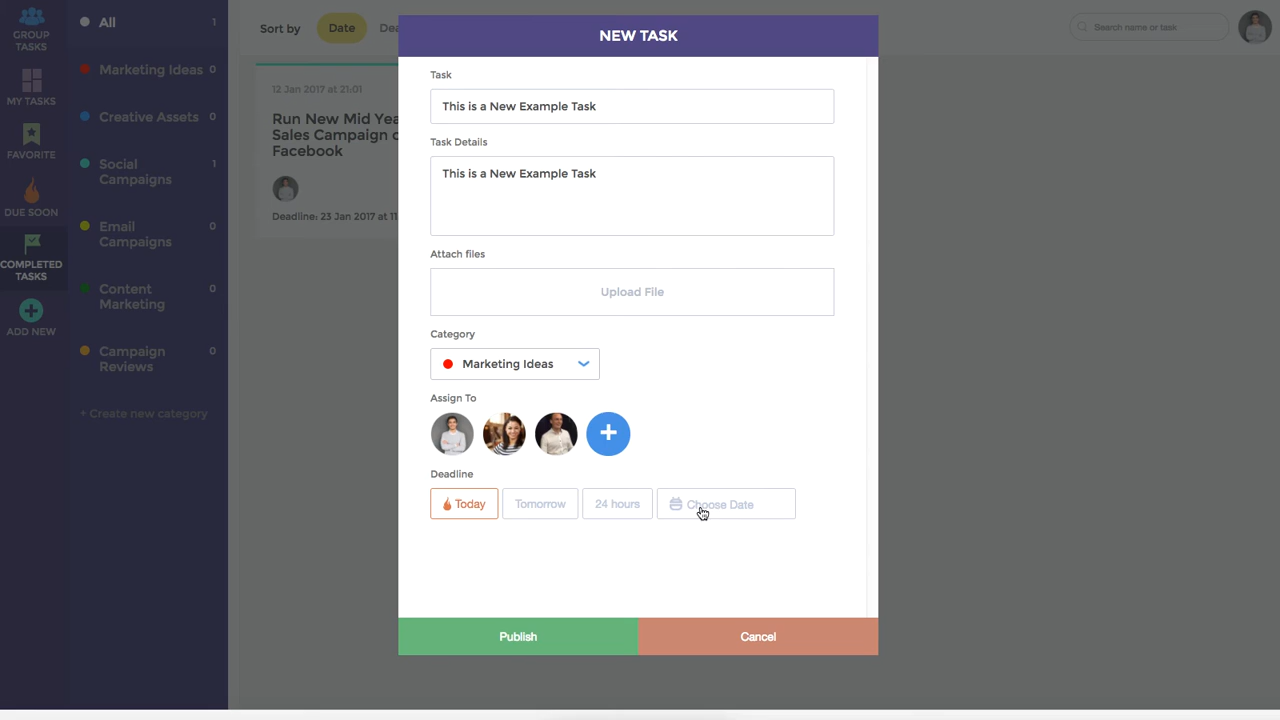 GROUP
TASKS
MY TASKS
FAVORITE
DUE SOON
COMPLETED
TASKS
ADD NEW
All 1
Marketing Ideas 0
Creative Assets 0
Social 1
Campaigns
Email 0
Campaigns
Content 0
Marketing
Campaign 0
Reviews
+ Create new category
Sort by Date Dea
Search name or task
12 Jan 2017 at 21:01
Run New Mid Yea
Sales Campaign o
Facebook
Deadline: 23 Jan 2017 at 11
NEW TASK
Task
This is a New Example Task
Task Details
This is a New Example Task
Attach files
Upload File
Category
Marketing Ideas
Assign To
+
Deadline
Today Tomorrow 24 hours Choose Date
Publish Cancel